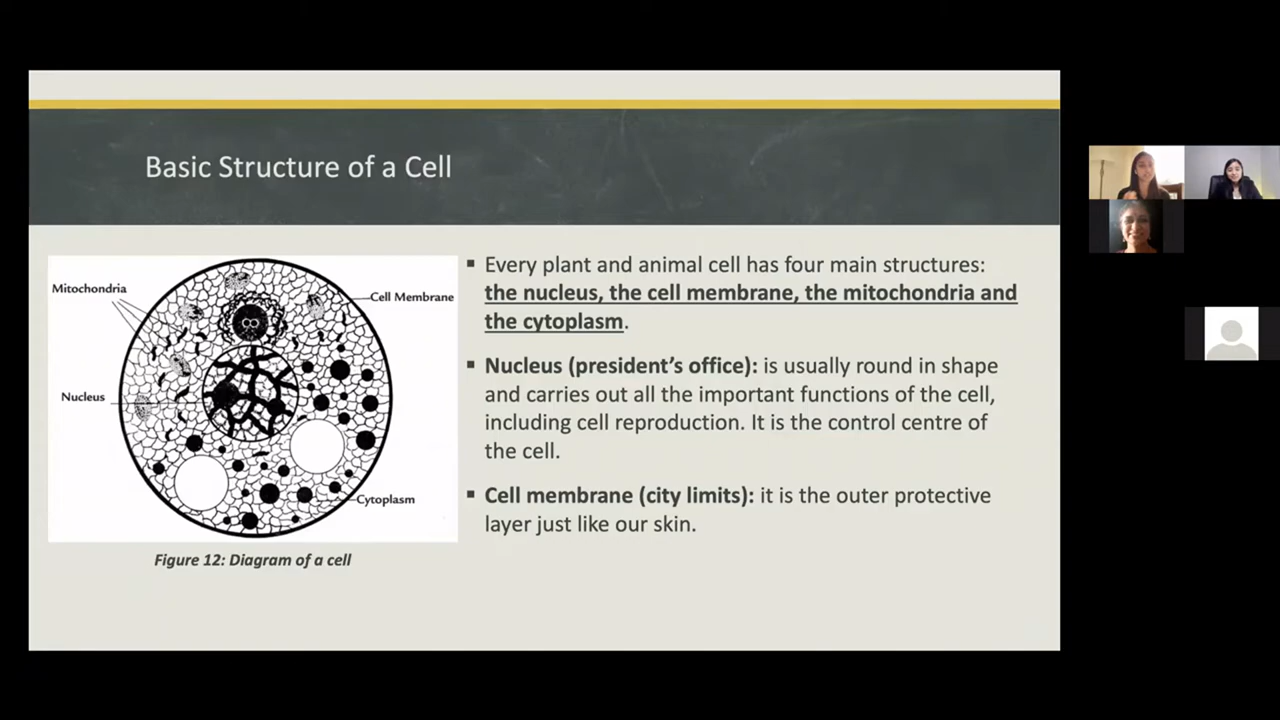 Basic Structure of a Cell
Mitochondria
Cell Membrane
Nucleus
Cytoplasm
Figure 12: Diagram of a cell
▪ Every plant and animal cell has four main structures:
the nucleus, the cell membrane, the mitochondria and
the cytoplasm.
▪ Nucleus (president’s office): is usually round in shape
and carries out all the important functions of the cell,
including cell reproduction. It is the control centre of
the cell.
▪ Cell membrane (city limits): it is the outer protective
layer just like our skin.